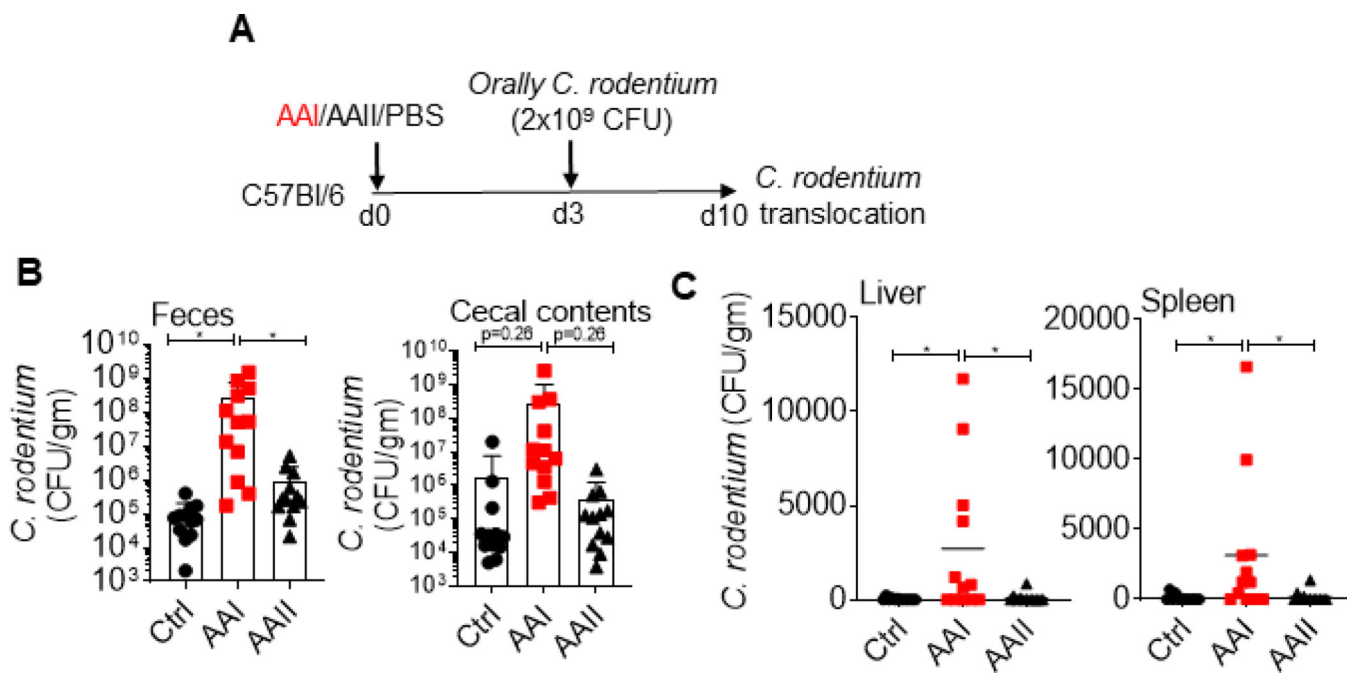 A
Orally C. rodentium
(2x10⁹ CFU)
AAI/AAII/PBS
C57Bl/6
d0
d3
d10
C. rodentium
translocation
B
Feces
* *
C. rodentium
(CFU/gm)
10¹⁰
10⁹
10⁸
10⁷
10⁶
10⁵
10⁴
10³
Ctrl
AAI
AAII
Cecal contents
p=0.26 p=0.26
C. rodentium
(CFU/gm)
10¹⁰
10⁹
10⁸
10⁷
10⁶
10⁵
10⁴
10³
Ctrl
AAI
AAII
C
Liver
* *
C. rodentium (CFU/gm)
15000
10000
5000
0
Ctrl
AAI
AAII
Spleen
* *
20000
15000
10000
5000
0
Ctrl
AAI
AAII